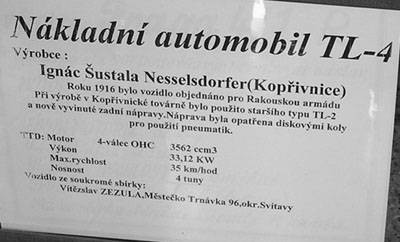 Nákladní automobil TL-4
Výrobce :
Ignác Šustala Nesselsdorfer(Kopřivnice)
Roku 1916 bylo vozidlo objednáno pro Rakouskou armádu
Při výrobě v Kopřivnické továrně bylo použito staršího typu TL-2
a nově vyvinuté zadní nápravy.Náprava byla opatřena diskovými koly
pro použití pneumatik.
TTD: Motor 4-válec OHC 3562 ccm3
Výkon 33,12 KW
Max.rychlost 35 km/hod
Nosnost 4 tuny
Vozidlo ze soukromé sbírky:
Vítězslav ZEZULA,Městečko Trnávka 96,okr.Svitavy